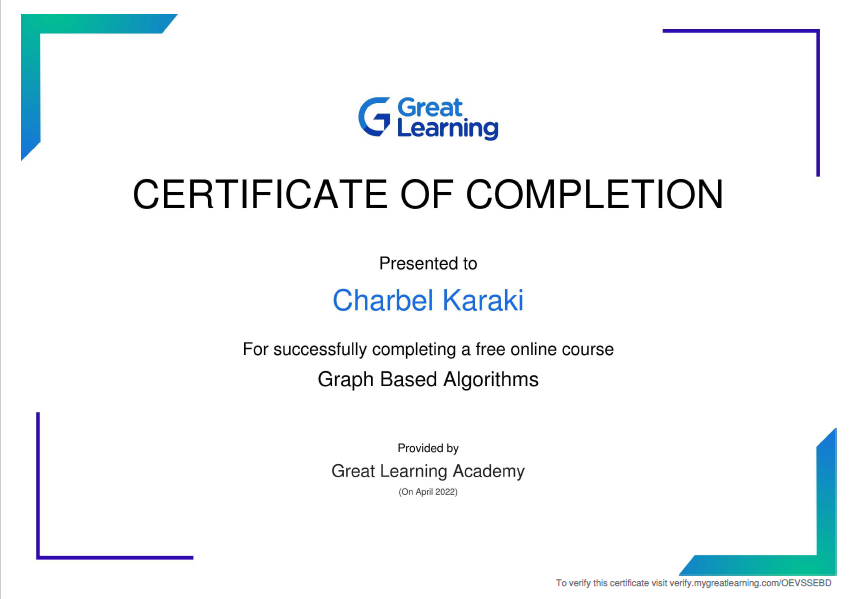 Great
Learning
CERTIFICATE OF COMPLETION
Presented to
Charbel Karaki
For successfully completing a free online course
Graph Based Algorithms
Provided by
Great Learning Academy
(On April 2022)
To verify this certificate visit verify.mygreatlearning.com/OEVSSEBD